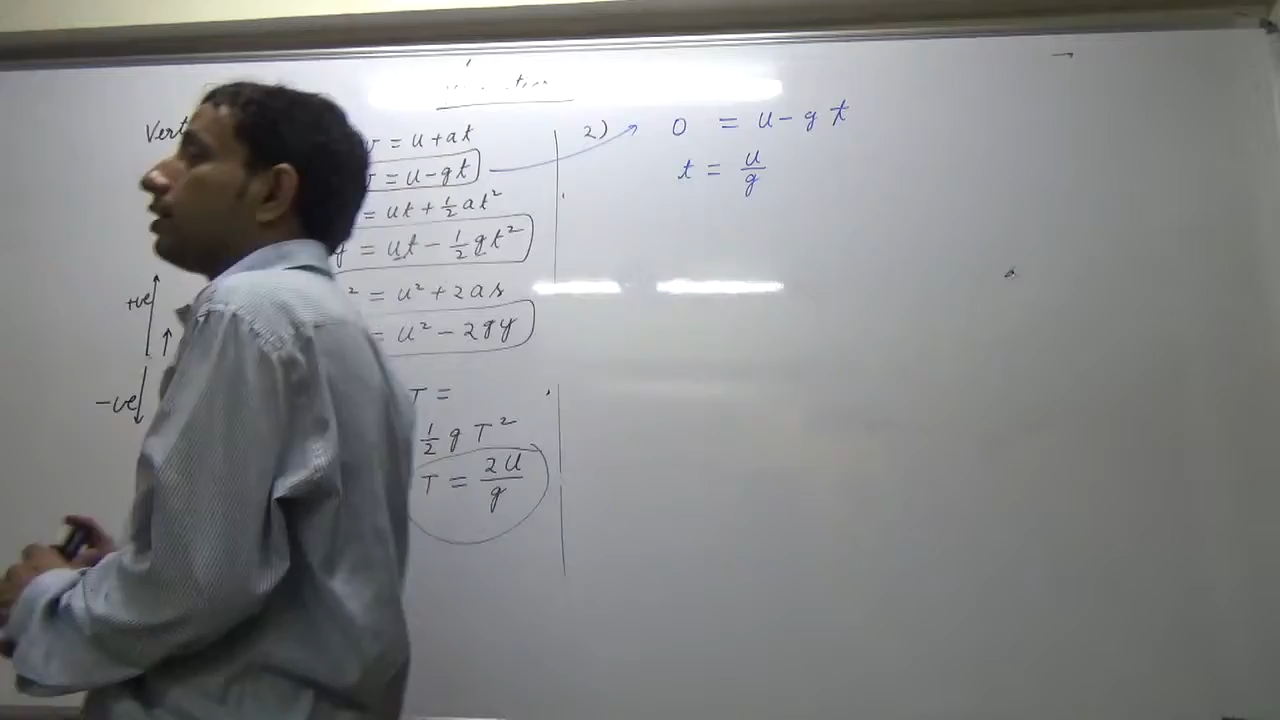 Vert
v = u + at
v = u - gt
= ut + ½ at²
y = ut - ½ gt²
² = u² + 2as
= u² - 2gy
+ve
-ve
T =
½ g T²
T = 2u/g
2) 0 = u - g t
t = u/g